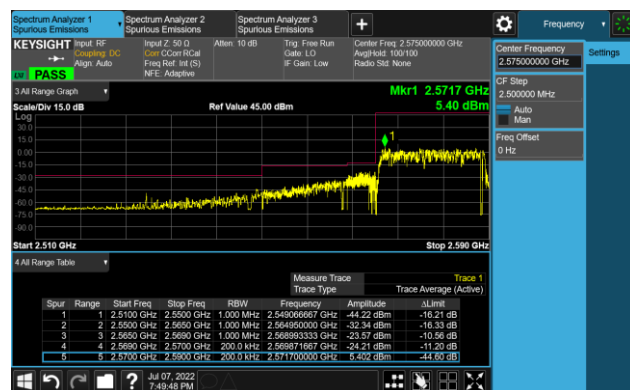 Spectrum Analyzer 1
Spurious Emissions
Spectrum Analyzer 2
Spurious Emissions
Spectrum Analyzer 3
Spurious Emissions
Frequency
KEYSIGHT
Input: RF
Coupling: DC
Align: Auto
Input Z: 50 Ω
Corr CCorr RCal
Freq Ref: Int (S)
NFE: Adaptive
Atten: 10 dB
Trig: Free Run
Gate: LO
IF Gain: Low
Center Freq: 2.575000000 GHz
Avg|Hold: 100/100
Radio Std: None
PASS
Center Frequency
2.575000000 GHz
Settings
CF Step
2.500000 MHz
Auto
Man
Freq Offset
0 Hz
3 All Range Graph
Mkr1 2.5717 GHz
5.40 dBm
Scale/Div 15.0 dB
Ref Value 45.00 dBm
Log
30.0
15.0
0.00
-15.0
-30.0
-45.0
-60.0
-75.0
-90.0
1
Start 2.510 GHz
Stop 2.590 GHz
4 All Range Table
Measure Trace Trace 1
Trace Type Trace Average (Active)
Spur Range Start Freq Stop Freq RBW Frequency Amplitude ΔLimit
1 1 2.5100 GHz 2.5500 GHz 1.000 MHz 2.549066667 GHz -44.22 dBm -16.21 dB
2 2 2.5500 GHz 2.5650 GHz 1.000 MHz 2.564950000 GHz -32.34 dBm -16.33 dB
3 3 2.5650 GHz 2.5690 GHz 1.000 MHz 2.568993333 GHz -23.57 dBm -10.56 dB
4 4 2.5690 GHz 2.5700 GHz 200.0 kHz 2.569871667 GHz -24.21 dBm -11.20 dB
5 5 2.5700 GHz 2.5900 GHz 200.0 kHz 2.571700000 GHz 5.402 dBm -44.60 dB
Jul 07, 2022
7:49:48 PM